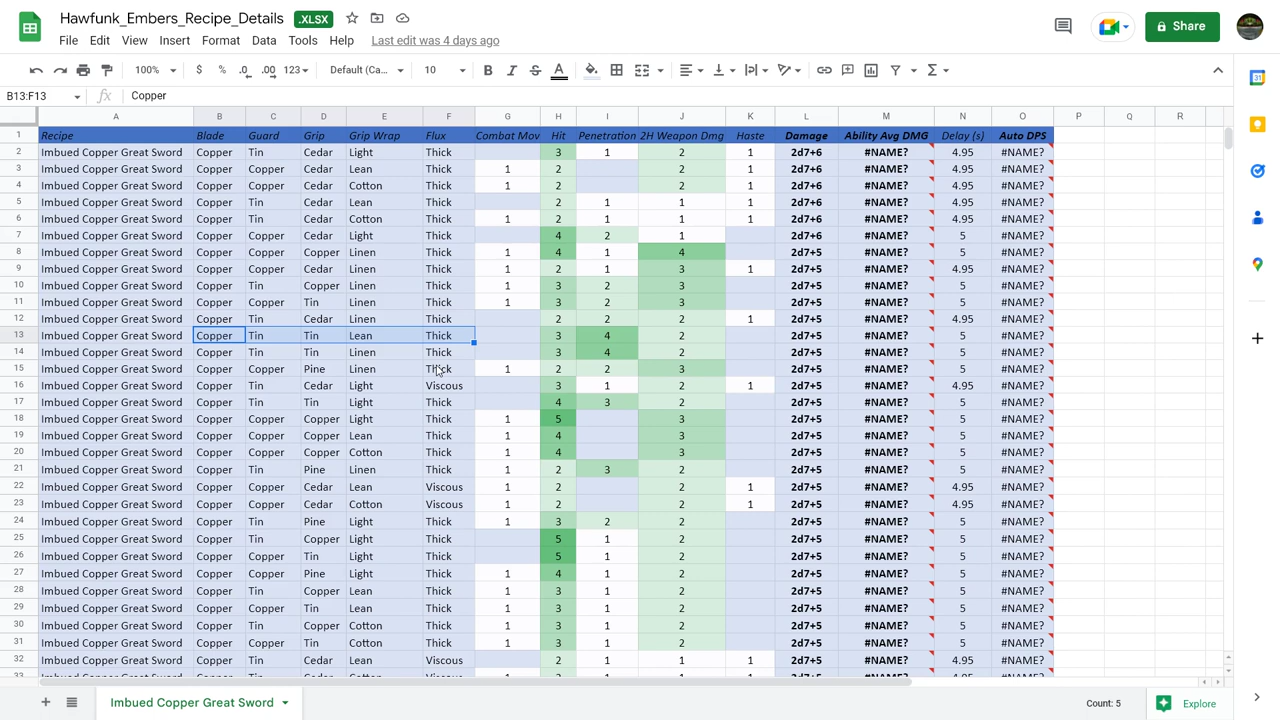 Hawfunk_Embers_Recipe_Details .XLSX
File Edit View Insert Format Data Tools Help Last edit was 4 days ago
Share
100% $ % .0 .00 123 Default (Ca... 10 B I S A Σ
B13:F13 fx Copper
A B C D E F G H I J K L M N O P Q R
1 Recipe Blade Guard Grip Grip Wrap Flux Combat Mov Hit Penetration 2H Weapon Dmg Haste Damage Ability Avg DMG Delay (s) Auto DPS
2 Imbued Copper Great Sword Copper Tin Cedar Light Thick 3 1 2 1 2d7+6 #NAME? 4.95 #NAME?
3 Imbued Copper Great Sword Copper Copper Cedar Lean Thick 1 2 2 1 2d7+6 #NAME? 4.95 #NAME?
4 Imbued Copper Great Sword Copper Copper Cedar Cotton Thick 1 2 2 1 2d7+6 #NAME? 4.95 #NAME?
5 Imbued Copper Great Sword Copper Tin Cedar Lean Thick 2 1 1 1 2d7+6 #NAME? 4.95 #NAME?
6 Imbued Copper Great Sword Copper Tin Cedar Cotton Thick 1 2 1 1 1 2d7+6 #NAME? 4.95 #NAME?
7 Imbued Copper Great Sword Copper Copper Cedar Light Thick 4 2 1 2d7+6 #NAME? 5 #NAME?
8 Imbued Copper Great Sword Copper Copper Copper Linen Thick 1 4 1 4 2d7+5 #NAME? 5 #NAME?
9 Imbued Copper Great Sword Copper Copper Cedar Linen Thick 1 2 1 3 1 2d7+5 #NAME? 4.95 #NAME?
10 Imbued Copper Great Sword Copper Tin Copper Linen Thick 1 3 2 3 2d7+5 #NAME? 5 #NAME?
11 Imbued Copper Great Sword Copper Copper Tin Linen Thick 1 3 2 3 2d7+5 #NAME? 5 #NAME?
12 Imbued Copper Great Sword Copper Tin Cedar Linen Thick 2 2 2 1 2d7+5 #NAME? 4.95 #NAME?
13 Imbued Copper Great Sword Copper Tin Tin Lean Thick 3 4 2 2d7+5 #NAME? 5 #NAME?
14 Imbued Copper Great Sword Copper Tin Tin Linen Thick 3 4 2 2d7+5 #NAME? 5 #NAME?
15 Imbued Copper Great Sword Copper Copper Pine Linen Thick 1 2 2 3 2d7+5 #NAME? 5 #NAME?
16 Imbued Copper Great Sword Copper Tin Cedar Light Viscous 3 1 2 1 2d7+5 #NAME? 4.95 #NAME?
17 Imbued Copper Great Sword Copper Tin Tin Light Thick 4 3 2 2d7+5 #NAME? 5 #NAME?
18 Imbued Copper Great Sword Copper Copper Copper Light Thick 1 5 3 2d7+5 #NAME? 5 #NAME?
19 Imbued Copper Great Sword Copper Copper Copper Lean Thick 1 4 3 2d7+5 #NAME? 5 #NAME?
20 Imbued Copper Great Sword Copper Copper Copper Cotton Thick 1 4 3 2d7+5 #NAME? 5 #NAME?
21 Imbued Copper Great Sword Copper Tin Pine Linen Thick 1 2 3 2 2d7+5 #NAME? 5 #NAME?
22 Imbued Copper Great Sword Copper Copper Cedar Lean Viscous 1 2 2 1 2d7+5 #NAME? 4.95 #NAME?
23 Imbued Copper Great Sword Copper Copper Cedar Cotton Viscous 1 2 2 1 2d7+5 #NAME? 4.95 #NAME?
24 Imbued Copper Great Sword Copper Tin Pine Light Thick 1 3 2 2 2d7+5 #NAME? 5 #NAME?
25 Imbued Copper Great Sword Copper Tin Copper Light Thick 5 1 2 2d7+5 #NAME? 5 #NAME?
26 Imbued Copper Great Sword Copper Copper Tin Light Thick 5 1 2 2d7+5 #NAME? 5 #NAME?
27 Imbued Copper Great Sword Copper Copper Pine Light Thick 1 4 1 2 2d7+5 #NAME? 5 #NAME?
28 Imbued Copper Great Sword Copper Tin Copper Lean Thick 1 3 1 2 2d7+5 #NAME? 5 #NAME?
29 Imbued Copper Great Sword Copper Copper Tin Lean Thick 1 3 1 2 2d7+5 #NAME? 5 #NAME?
30 Imbued Copper Great Sword Copper Tin Copper Cotton Thick 1 3 1 2 2d7+5 #NAME? 5 #NAME?
31 Imbued Copper Great Sword Copper Copper Tin Cotton Thick 1 3 1 2 2d7+5 #NAME? 5 #NAME?
32 Imbued Copper Great Sword Copper Tin Cedar Lean Viscous 2 1 1 1 2d7+5 #NAME? 4.95 #NAME?
Imbued Copper Great Sword Count: 5 Explore